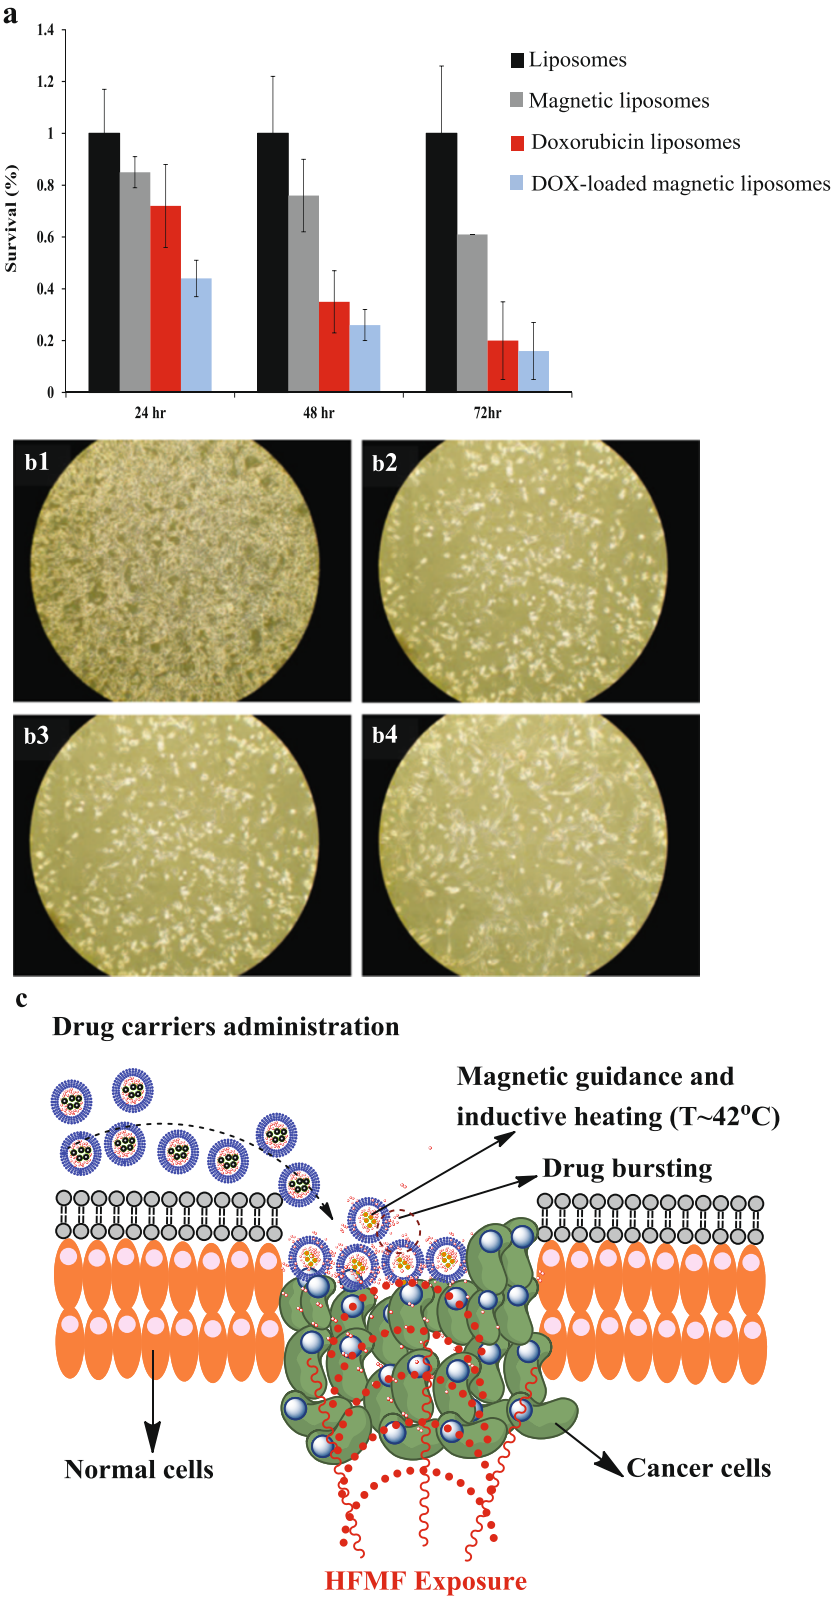 a
1.4
1.2
1
0.8
0.6
0.4
0.2
0
Survival (%)
24 hr
48 hr
72hr
Liposomes
Magnetic liposomes
Doxorubicin liposomes
DOX-loaded magnetic liposomes
b1
b2
b3
b4
c
Drug carriers administration
Magnetic guidance and
inductive heating (T~42°C)
Drug bursting
Normal cells
Cancer cells
HFMF Exposure